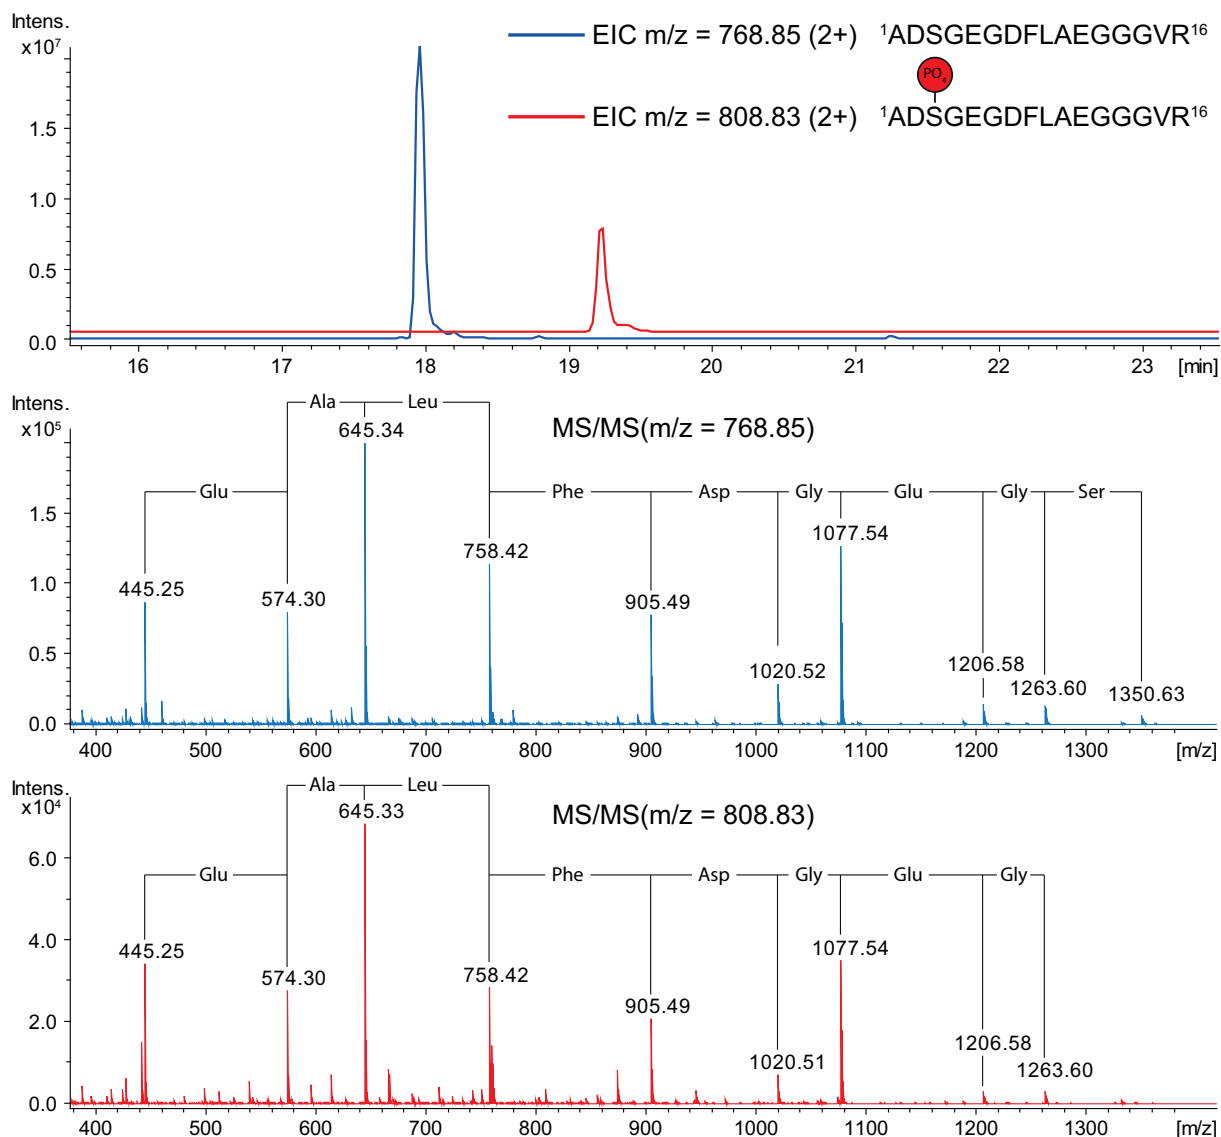 Intens.
x10⁷
EIC m/z = 768.85 (2+) ¹ADSGEGDFLAEGGGVR¹⁶
PO₄
EIC m/z = 808.83 (2+) ¹ADSGEGDFLAEGGGVR¹⁶
1.5
1.0
0.5
0.0
16 17 18 19 20 21 22 23 [min]
Intens.
x10⁵
Ala Leu
MS/MS(m/z = 768.85)
645.34
Glu Phe Asp Gly Glu Gly Ser
1.5
1077.54
758.42
1.0
445.25
574.30
905.49
0.5
1020.52
1206.58
1263.60
1350.63
0.0
400 500 600 700 800 900 1000 1100 1200 1300 [m/z]
Intens.
x10⁴
Ala Leu
MS/MS(m/z = 808.83)
645.33
6.0
Glu Phe Asp Gly Glu Gly
4.0
445.25
1077.54
574.30
758.42
905.49
2.0
1020.51
1206.58
1263.60
0.0
400 500 600 700 800 900 1000 1100 1200 1300 [m/z]